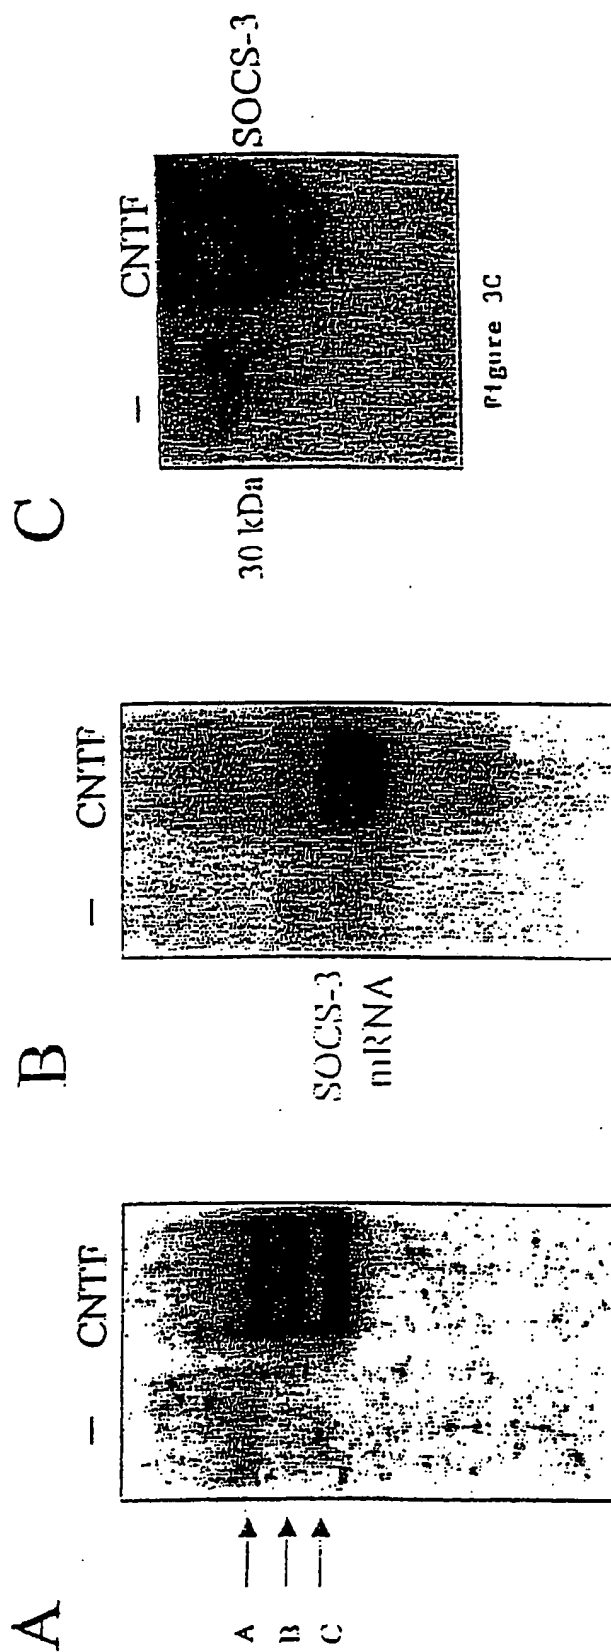 A
– CNTF
A
B
C
B
– CNTF
SOCS-3
mRNA
C
– CNTF
30 kDa
SOCS-3
Figure 3C